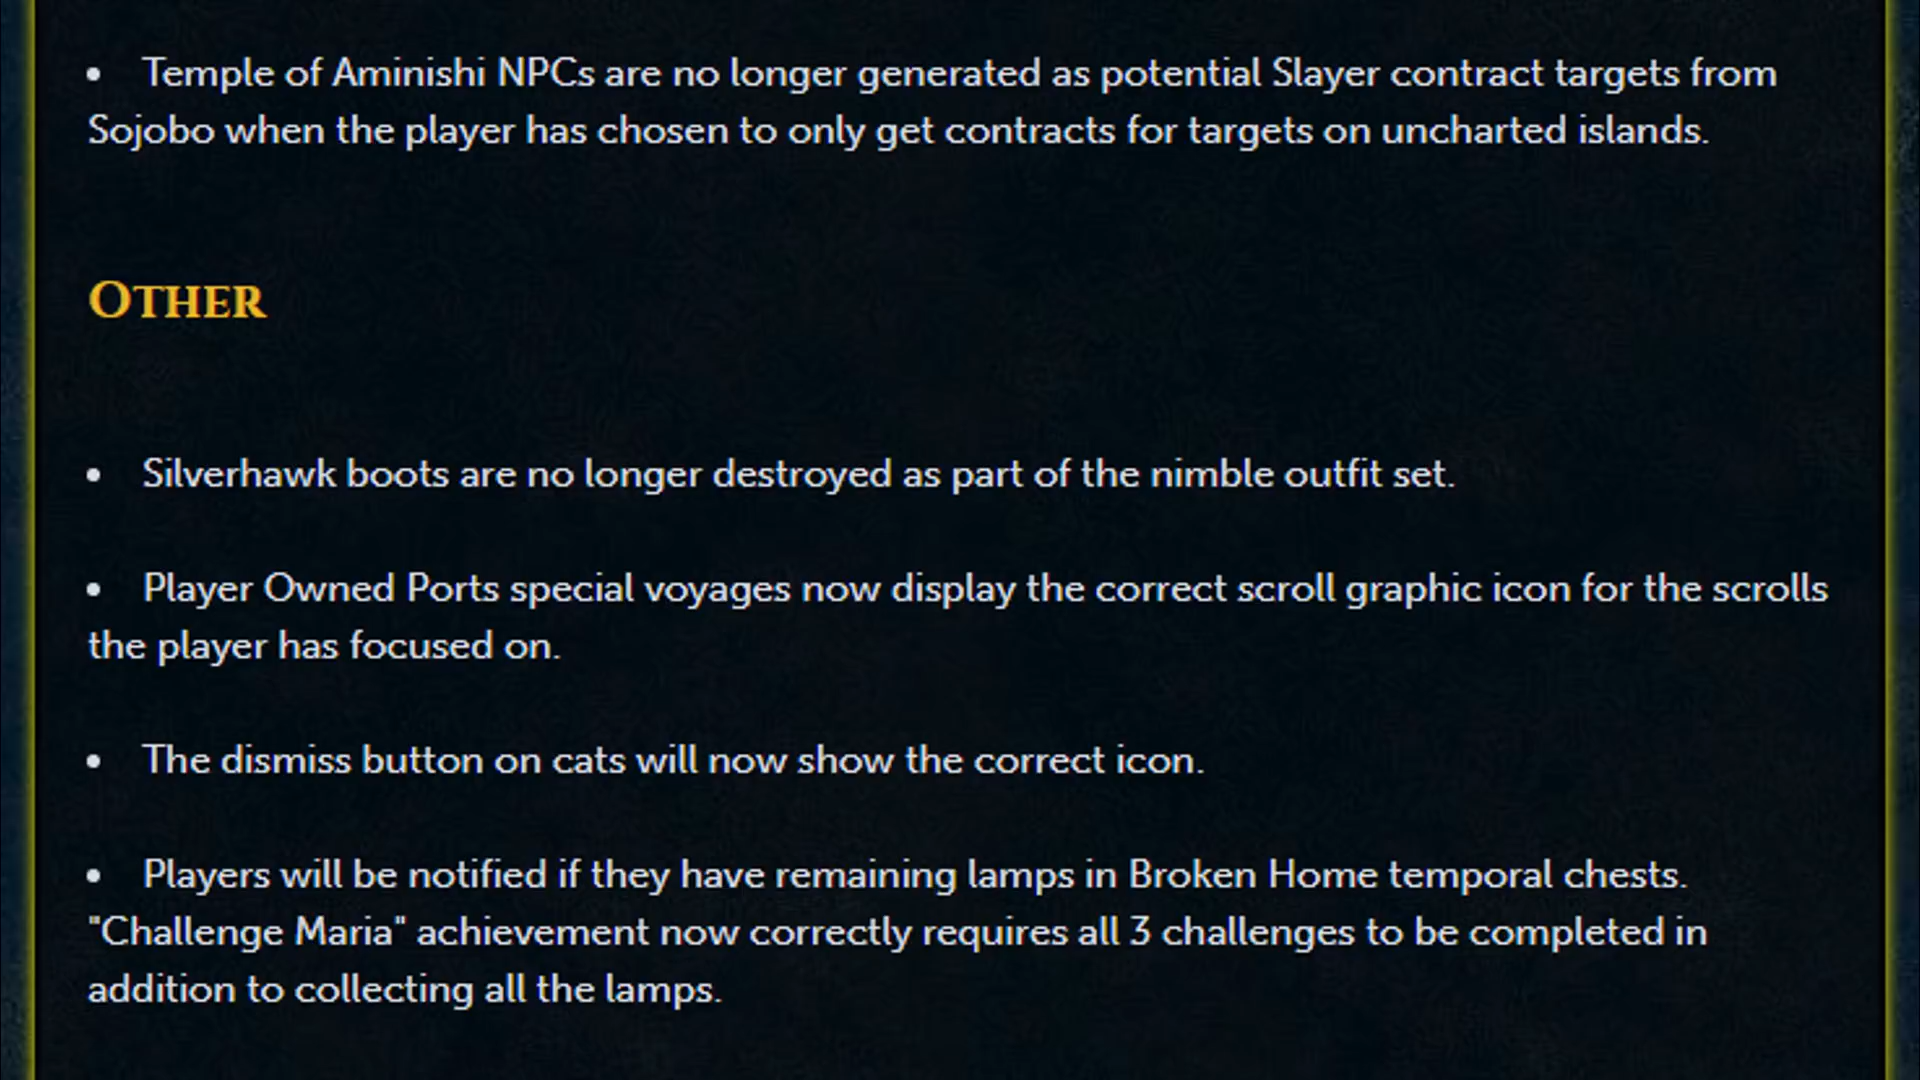 • Temple of Aminishi NPCs are no longer generated as potential Slayer contract targets from
Sojobo when the player has chosen to only get contracts for targets on uncharted islands.
OTHER
• Silverhawk boots are no longer destroyed as part of the nimble outfit set.
• Player Owned Ports special voyages now display the correct scroll graphic icon for the scrolls
the player has focused on.
• The dismiss button on cats will now show the correct icon.
• Players will be notified if they have remaining lamps in Broken Home temporal chests.
"Challenge Maria" achievement now correctly requires all 3 challenges to be completed in
addition to collecting all the lamps.